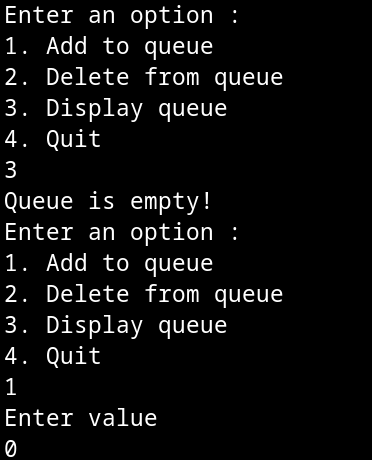 Enter an option :
1. Add to queue
2. Delete from queue
3. Display queue
4. Quit
3
Queue is empty!
Enter an option :
1. Add to queue
2. Delete from queue
3. Display queue
4. Quit
1
Enter value
0